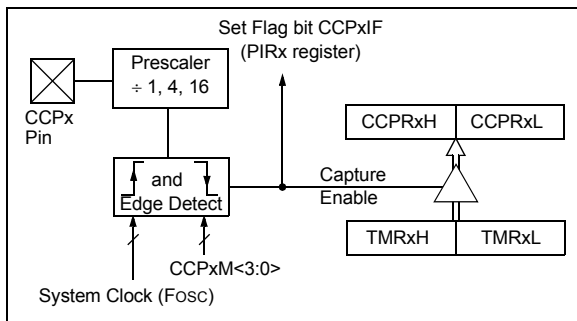 Set Flag bit CCPxIF
(PIRx register)
Prescaler
÷ 1, 4, 16
CCPx
Pin
CCPRxH
CCPRxL
and
Edge Detect
Capture
Enable
TMRxH
TMRxL
CCPxM<3:0>
System Clock (FOSC)